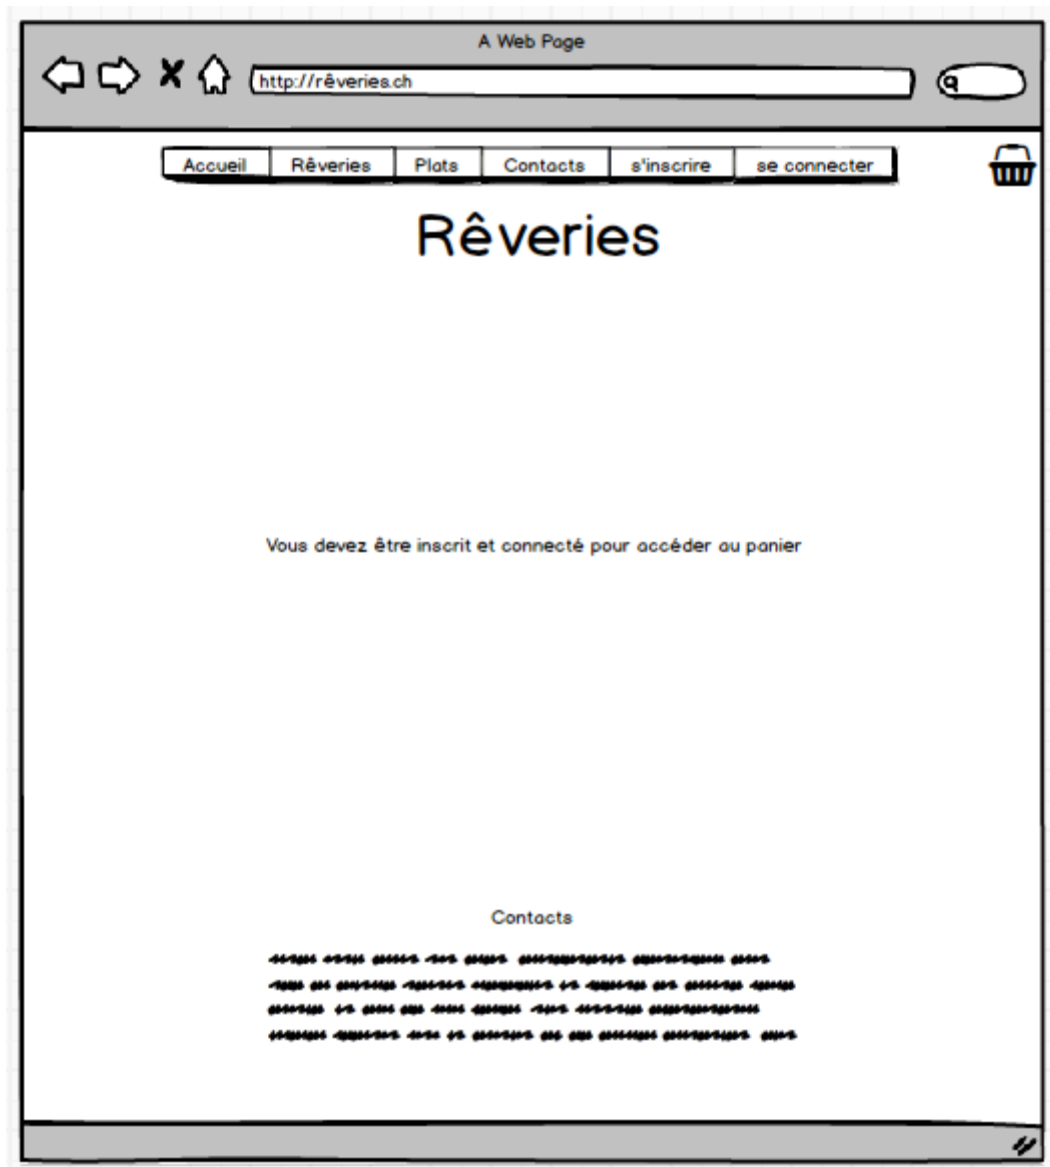 A Web Page
http://rêveries.ch
Accueil Rêveries Plats Contacts s'inscrire se connecter
Rêveries
Vous devez être inscrit et connecté pour accéder au panier
Contacts